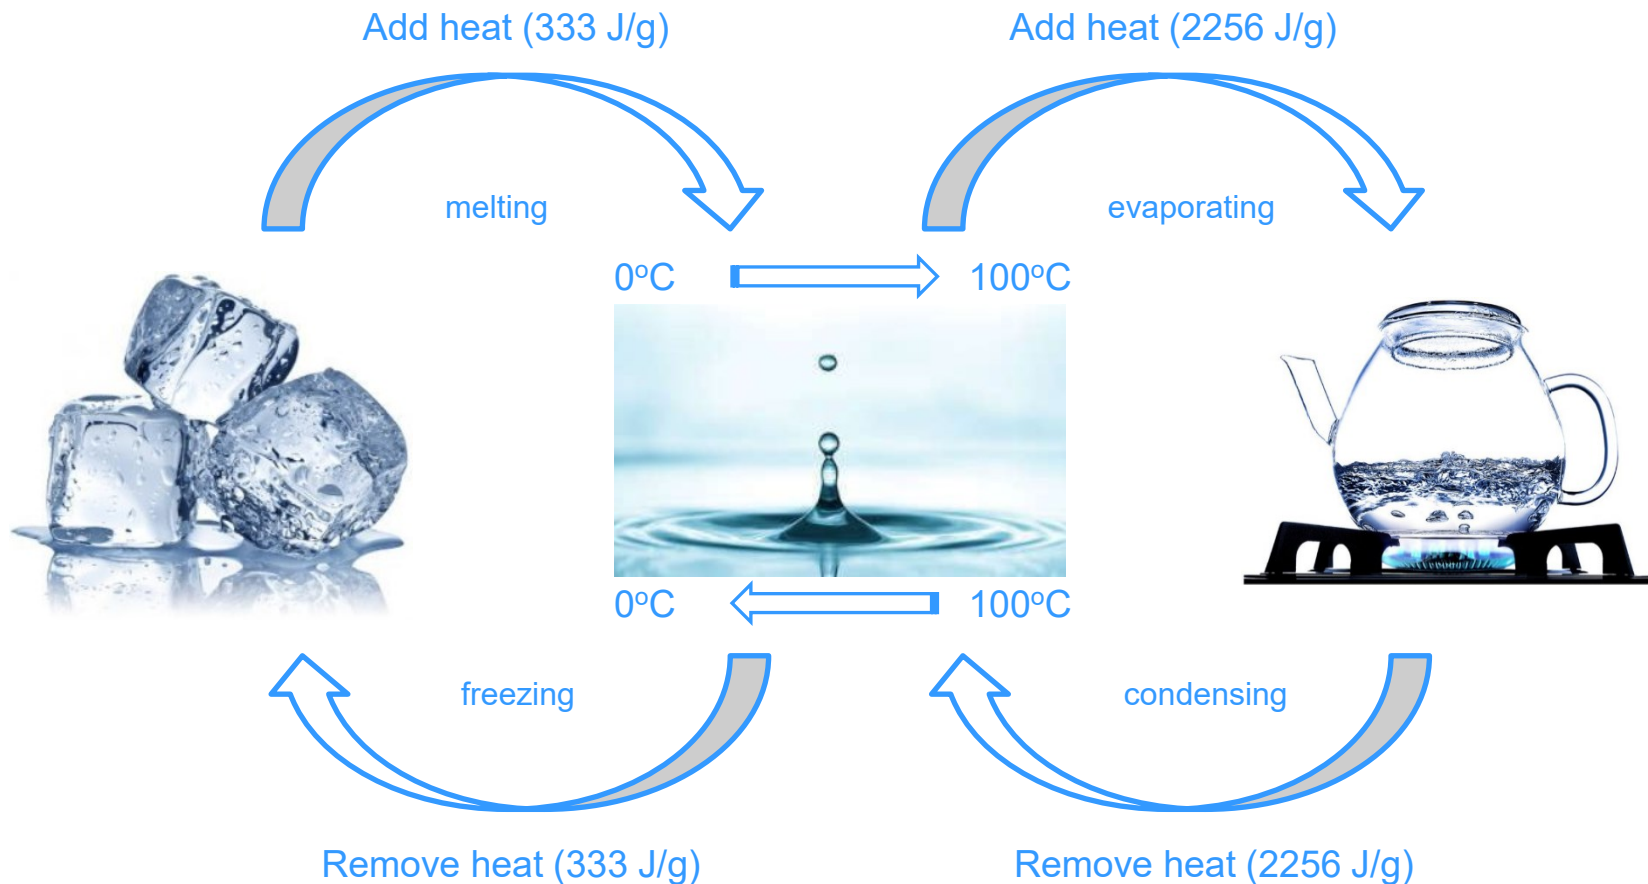 Add heat (333 J/g)
Add heat (2256 J/g)
melting
evaporating
0°C
100°C
0°C
100°C
freezing
condensing
Remove heat (333 J/g)
Remove heat (2256 J/g)